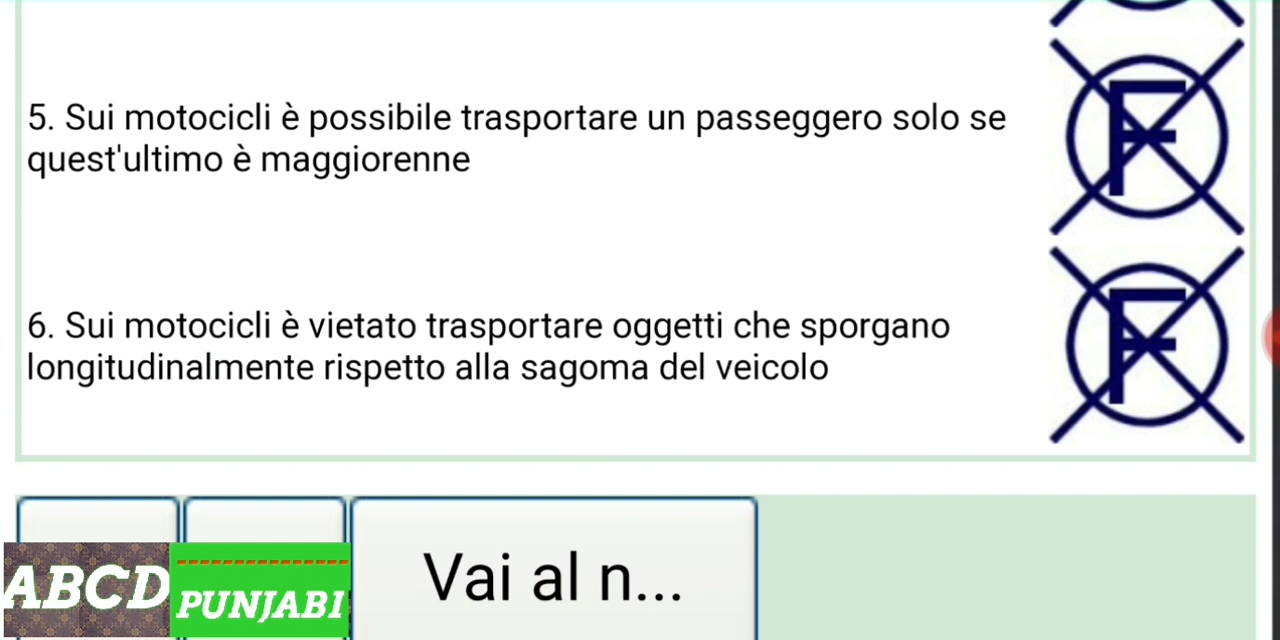 5. Sui motocicli è possibile trasportare un passeggero solo se
quest'ultimo è maggiorenne
F
6. Sui motocicli è vietato trasportare oggetti che sporgano
longitudinalmente rispetto alla sagoma del veicolo
F
Vai al n...
ABCD
PUNJABI